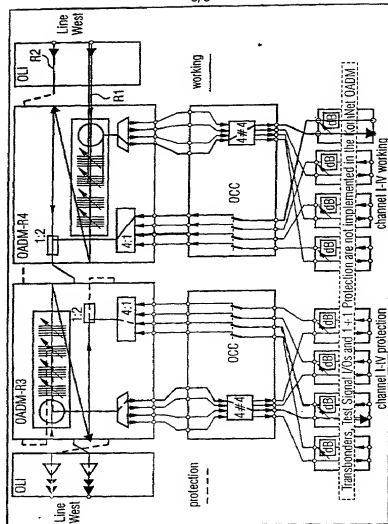 OLI
R2
Line
West
R1
OADM-R4
1:2
4:1
working
OCC
4#4
dB
dB
dB
dB
channel I-IV working
OADM-R3
1:2
4:1
OCC
4#4
dB
dB
dB
dB
channel I-IV protection
Transbonders, Test Signal I/Os and 1+1 Protection are not implemented in the KomNet OADM
OLI
Line
West
protection